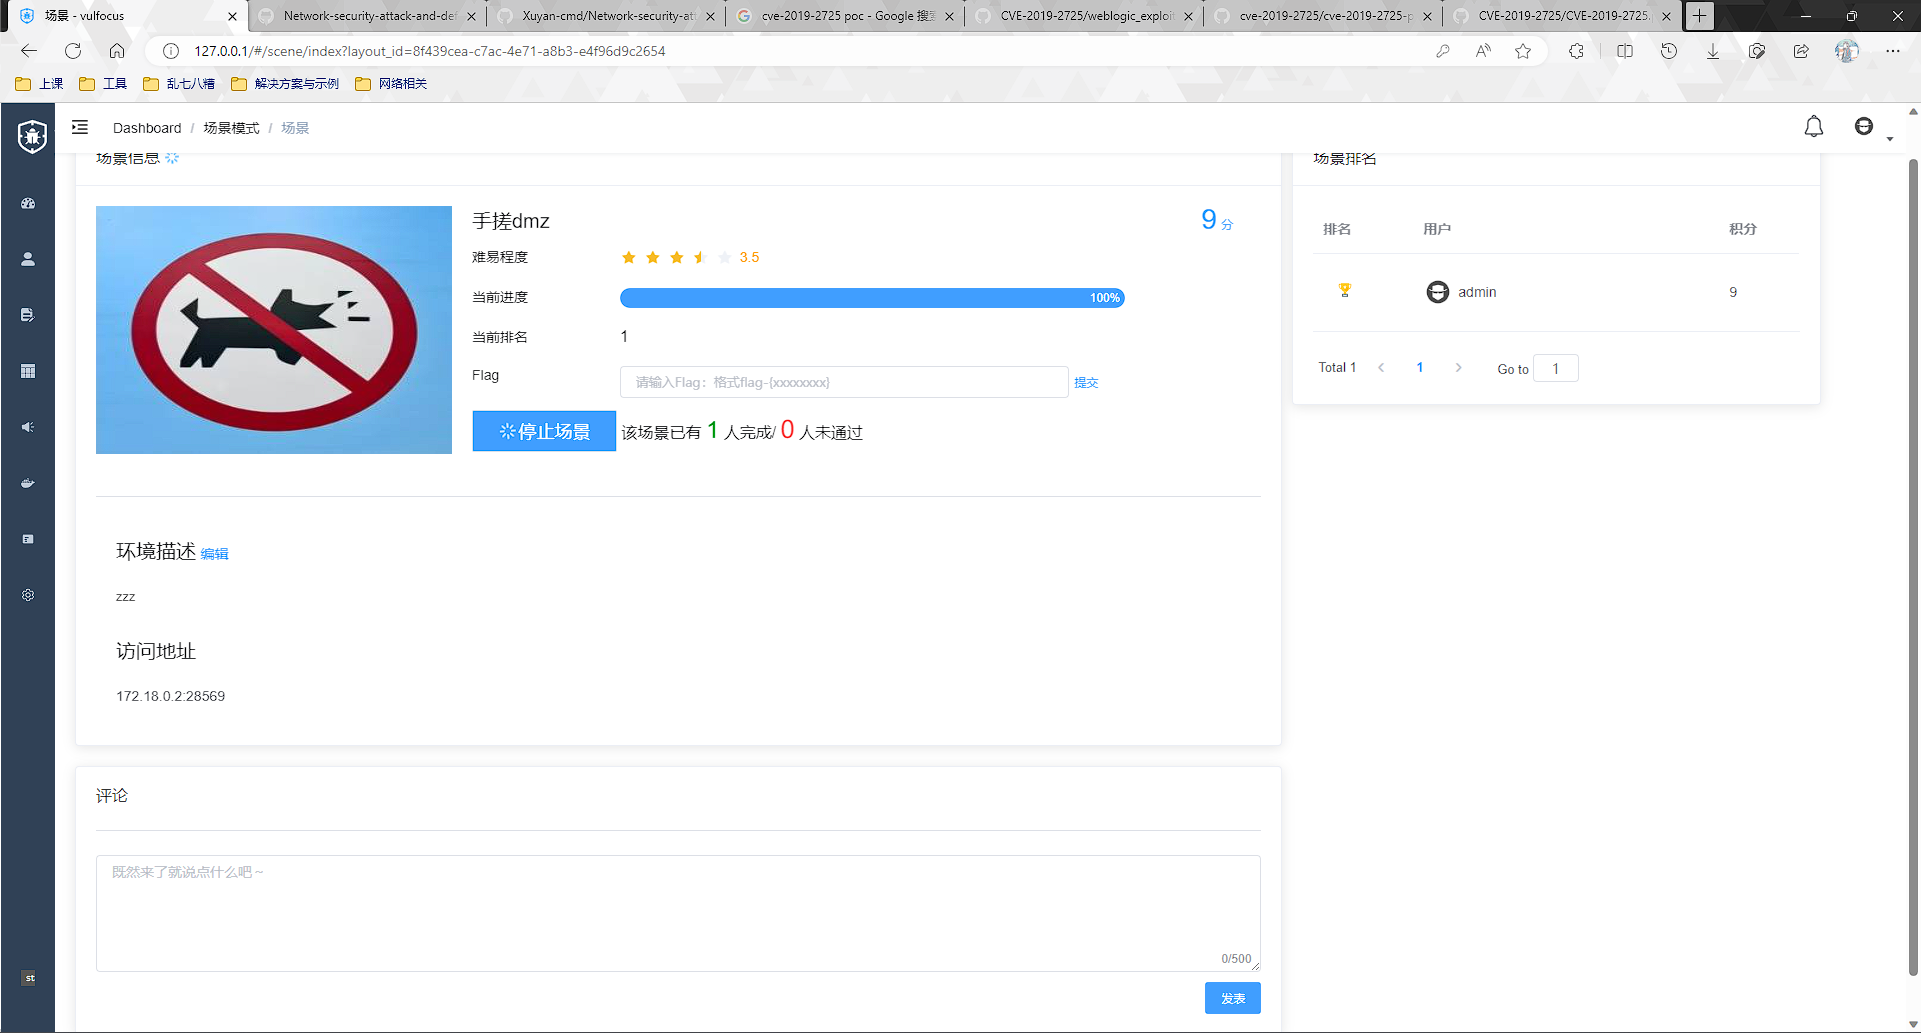 场景 - vulfocus
Network-security-attack-and-def
Xuyan-cmd/Network-security-att
cve-2019-2725 poc - Google 搜
CVE-2019-2725/weblogic_exploit
cve-2019-2725/cve-2019-2725-p
CVE-2019-2725/CVE-2019-2725.
127.0.0.1/#/scene/index?layout_id=8f439cea-c7ac-4e71-a8b3-e4f96d9c2654
上课 工具 乱七八糟 解决方案与示例 网络相关
Dashboard / 场景模式 / 场景
场景信息
手搓dmz
9 分
难易程度 3.5
当前进度 100%
当前排名 1
Flag 请输入Flag：格式flag-{xxxxxxxx} 提交
停止场景 该场景已有 1 人完成/ 0 人未通过
环境描述 编辑
zzz
访问地址
172.18.0.2:28569
评论
既然来了就说点什么吧～
0/500
发表
场景排名
排名 用户 积分
admin 9
Total 1 1 Go to 1
st